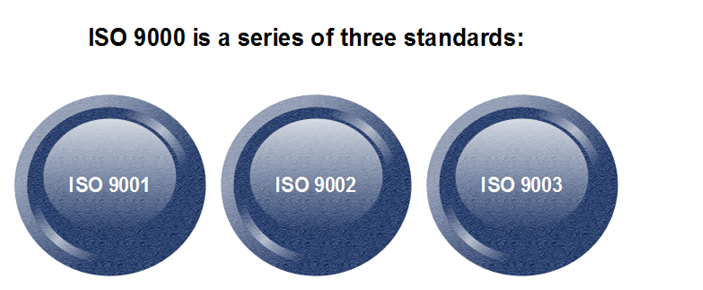 ISO 9000 is a series of three standards:
ISO 9001
ISO 9002
ISO 9003